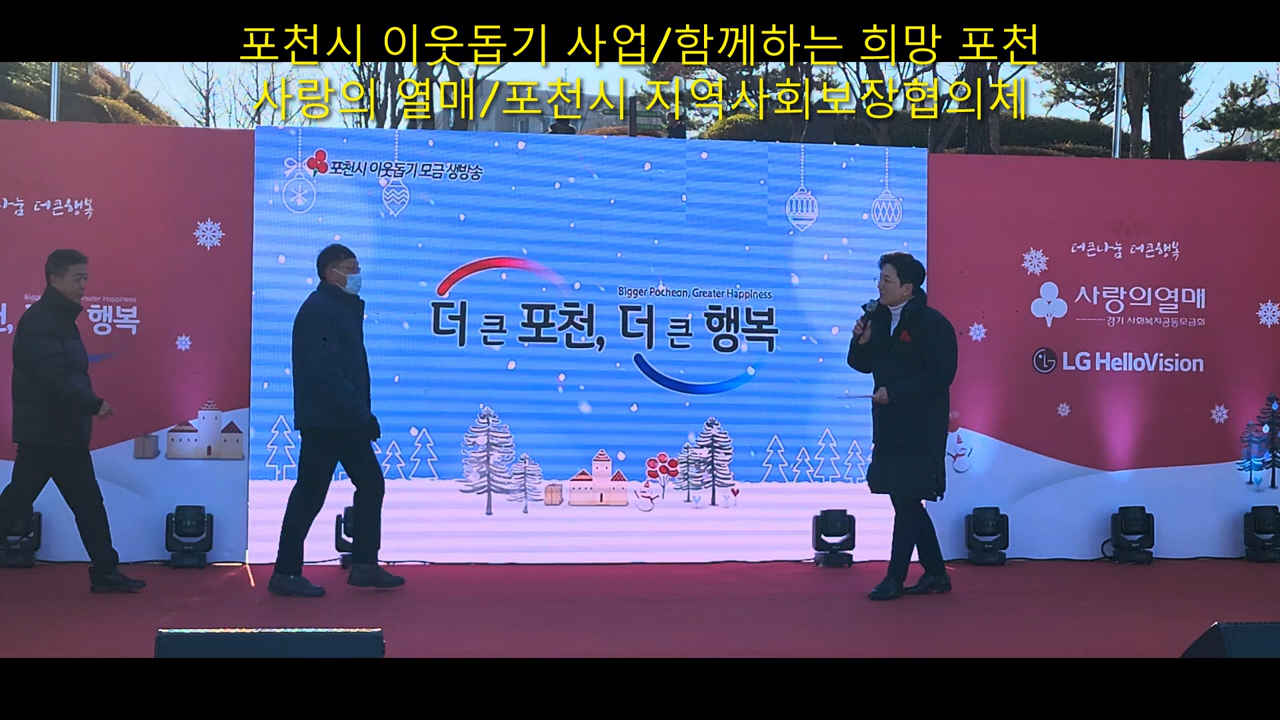 포천시 이웃돕기 사업/함께하는 희망 포천
사랑의 열매/포천시 지역사회보장협의체
포천시 이웃돕기 모금 생방송
나눔 더큰행복
더큰나눔 더큰행복
Bigger Pocheon, Greater Happiness
더 큰 포천, 더 큰 행복
Greater Happiness
행복
사랑의열매
경기 사회복지공동모금회
LG HelloVision